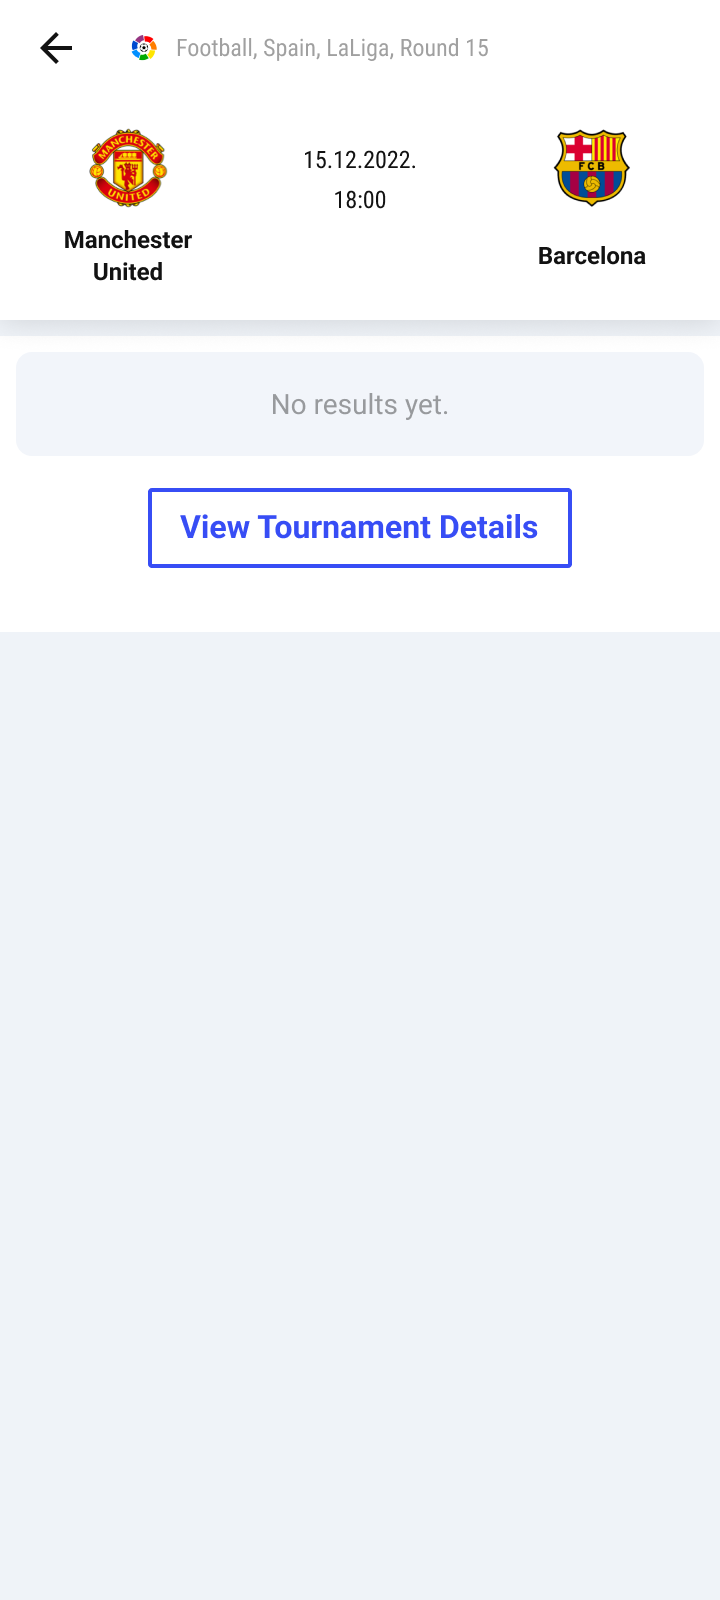 Football, Spain, LaLiga, Round 15
MANCHESTER
UNITED
Manchester
United
15.12.2022.
18:00
FCB
Barcelona
No results yet.
View Tournament Details